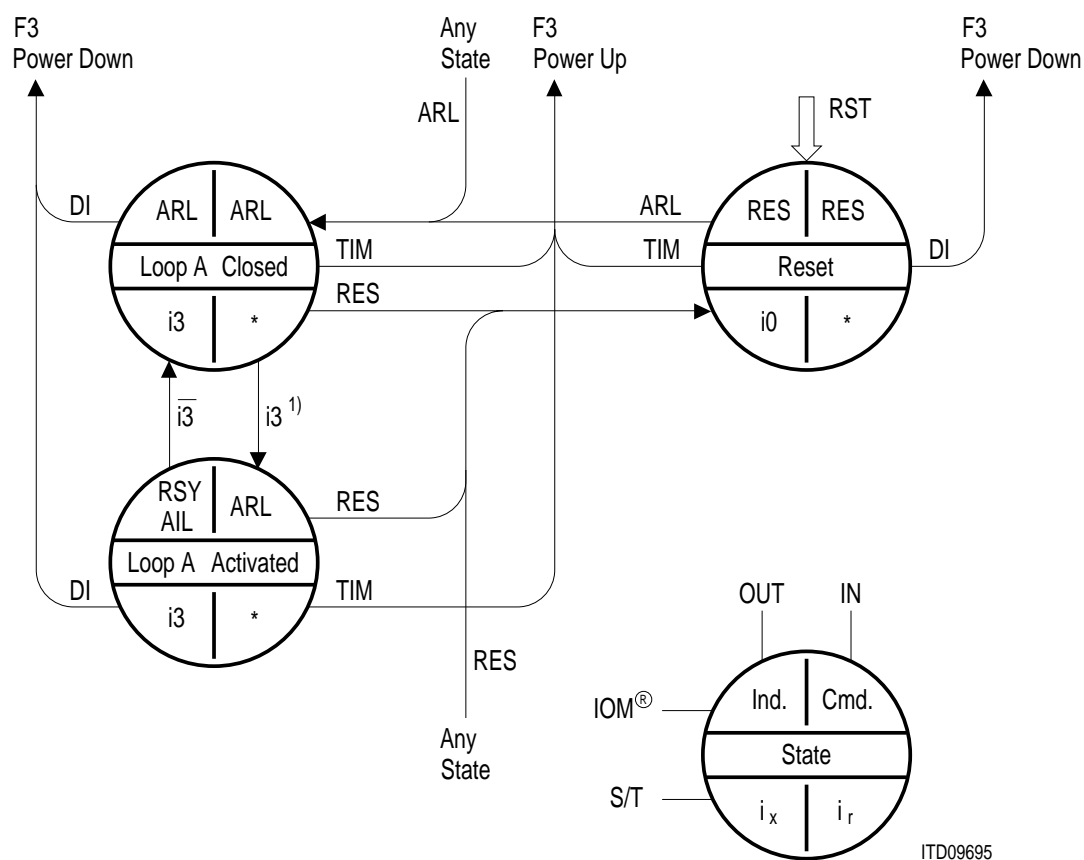 F3
Power Down
Any
State
F3
Power Up
F3
Power Down
ARL
RST
DI
ARL ARL
ARL
RES RES
TIM
TIM
DI
Loop A Closed
Reset
RES
i3 *
i0 *
i3
i3 1)
RSY
AIL
ARL
RES
Loop A Activated
DI
TIM
i3 *
OUT IN
RES
IOM®
Ind. Cmd.
Any
State
State
S/T
ix ir
ITD09695